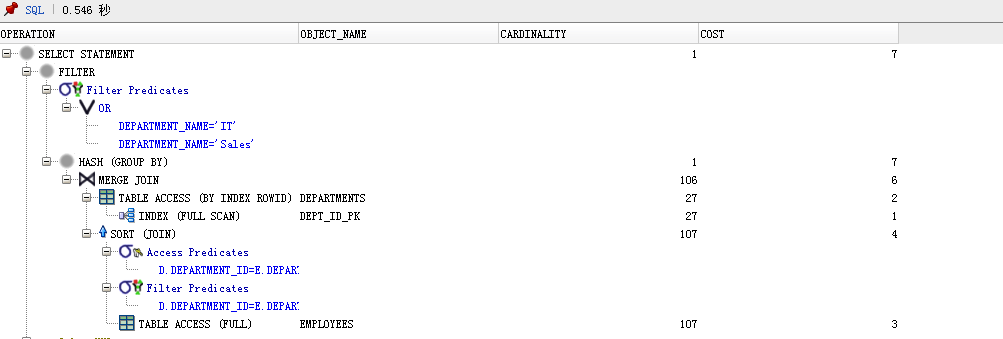 SQL | 0.546 秒
OPERATION OBJECT_NAME CARDINALITY COST
SELECT STATEMENT 1 7
FILTER
Filter Predicates
OR
DEPARTMENT_NAME='IT'
DEPARTMENT_NAME='Sales'
HASH (GROUP BY) 1 7
MERGE JOIN 106 6
TABLE ACCESS (BY INDEX ROWID) DEPARTMENTS 27 2
INDEX (FULL SCAN) DEPT_ID_PK 27 1
SORT (JOIN) 107 4
Access Predicates
D.DEPARTMENT_ID=E.DEPAR
Filter Predicates
D.DEPARTMENT_ID=E.DEPAR
TABLE ACCESS (FULL) EMPLOYEES 107 3